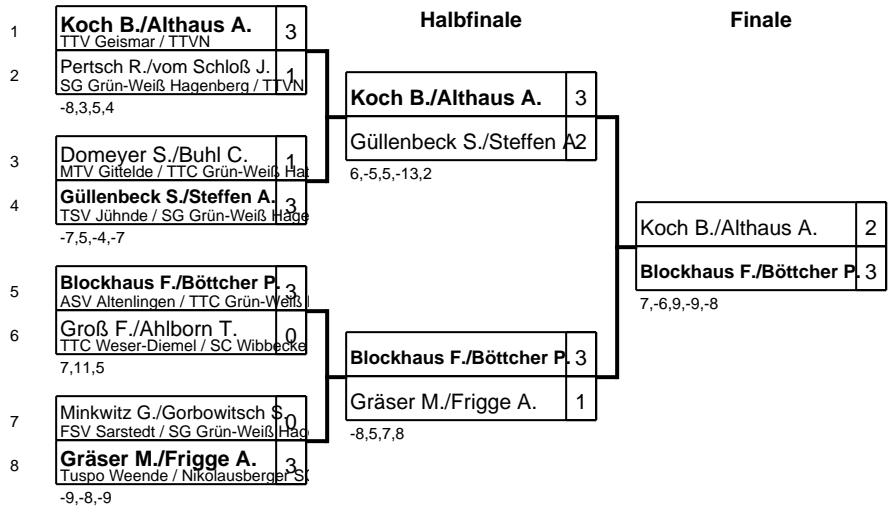 Halbfinale
Finale
1
Koch B./Althaus A. 3
TTV Geismar / TTVN
2
Pertsch R./vom Schloß J. 1
SG Grün-Weiß Hagenberg / TTVN
-8,3,5,4
3
Domeyer S./Buhl C. 1
MTV Gittelde / TTC Grün-Weiß Hat
4
Güllenbeck S./Steffen A. 3
TSV Jühnde / SG Grün-Weiß Hage
-7,5,-4,-7
5
Blockhaus F./Böttcher P. 3
ASV Altenlingen / TTC Grün-Weiß
6
Groß F./Ahlborn T. 0
TTC Weser-Diemel / SC Wibbecke
7,11,5
7
Minkwitz G./Gorbowitsch S. 0
FSV Sarstedt / SG Grün-Weiß Hag
8
Gräser M./Frigge A. 3
Tuspo Weende / Nikolausberger
-9,-8,-9
Koch B./Althaus A. 3
Güllenbeck S./Steffen A 2
6,-5,5,-13,2
Blockhaus F./Böttcher P. 3
Gräser M./Frigge A. 1
-8,5,7,8
Koch B./Althaus A. 2
Blockhaus F./Böttcher P. 3
7,-6,9,-9,-8